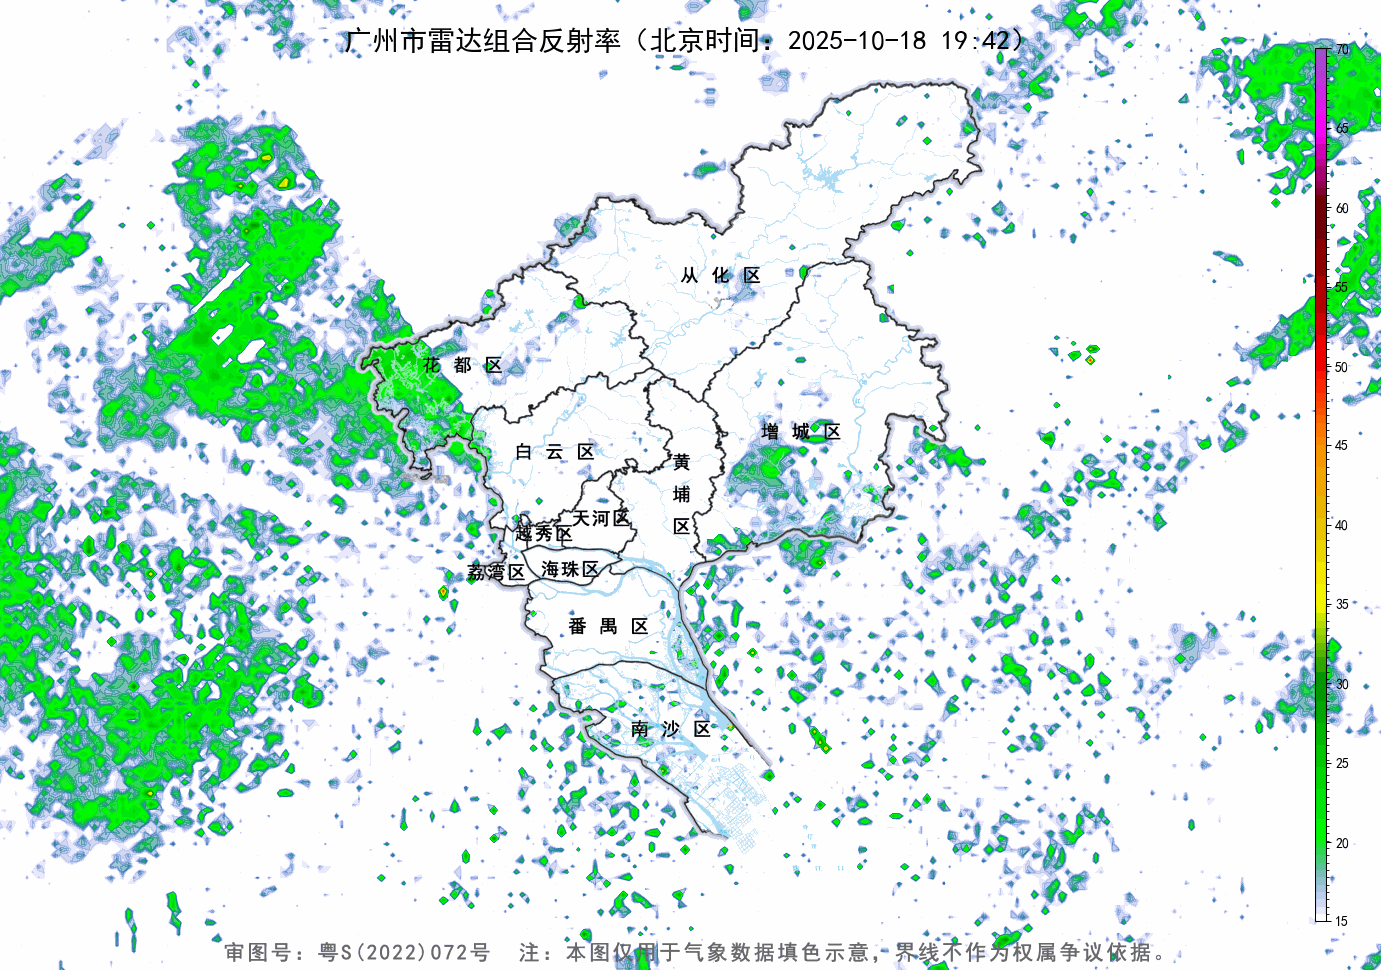 广州市雷达组合反射率（北京时间：2025-10-18 19:42）
70
65
60
55
50
45
40
35
30
25
20
15
从化区
花都区
增城区
白云区
黄埔区
天河区
越秀区
荔湾区
海珠区
番禺区
南沙区
审图号：粤S(2022)072号 注：本图仅用于气象数据填色示意，界线不作为权属争议依据。